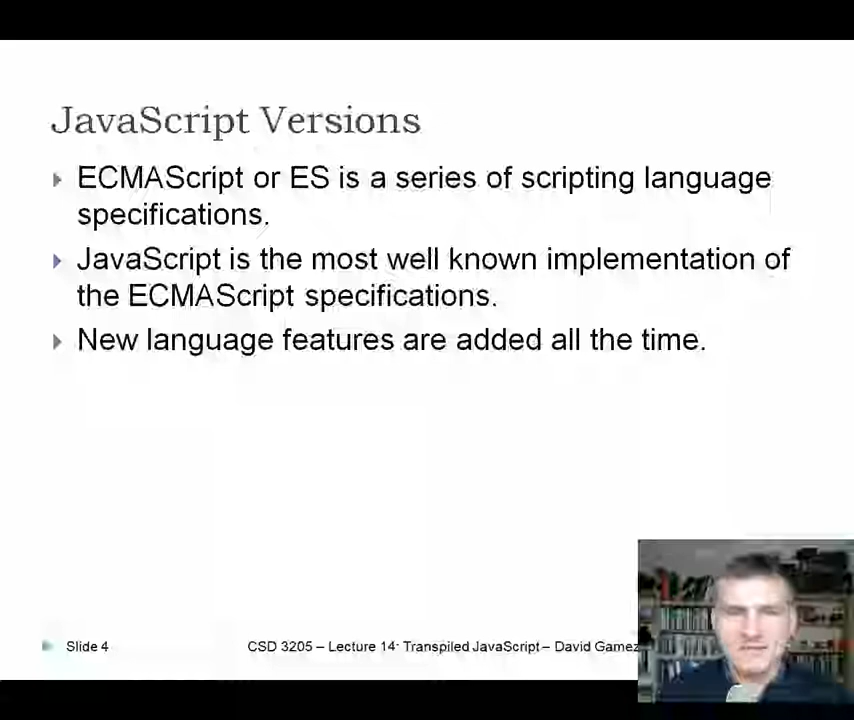 JavaScript Versions
ECMAScript or ES is a series of scripting language
specifications.
JavaScript is the most well known implementation of
the ECMAScript specifications.
New language features are added all the time.
Slide 4
CSD 3205 – Lecture 14: Transpiled JavaScript – David Gamez